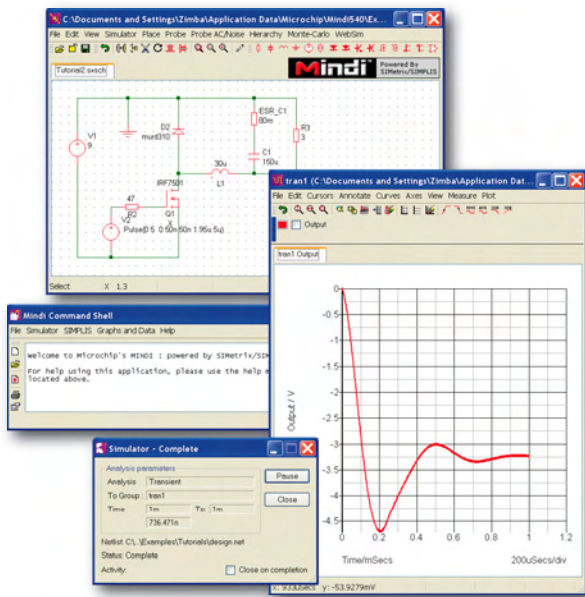 C:\Documents and Settings\Zimba\Application Data\Microchip\Mindi540\Ex...
File Edit View Simulator Place Probe Probe AC/Noise Hierarchy Monte-Carlo WebSim
Mindi
Powered By
SIMetrix/SIMPLIS
Tutorial2.sxsch
V1
9
D2
murd310
ESR_C1
80m
R3
3
C1
150u
30u
L1
IRF7501
47
R2
V2
Q1
X
Pulse(0 5 0 50n 50n 1.95u 5u)
Select X 1.3
tran1 (C:\Documents and Settings\Zimba\Application Dat...
File Edit Cursors Annotate Curves Axes View Measure Plot
Output
tran1 Output
0
-0.5
-1
-1.5
-2
-2.5
-3
-3.5
-4
-4.5
Output / V
0 0.2 0.4 0.6 0.8 1 1.2
Time/mSecs 200uSecs/div
x: 933uSecs y: -53.9279mV
Mindi Command Shell
File Simulator SIMPLIS Graphs and Data Help
Welcome to Microchip's MINDI : powered by SIMetrix/SIM
For help using this application, please use the help m
located above.
Simulator - Complete
Analysis parameters
Analysis Transient
To Group: tran1
Time 1m To: 1m
736.471n
Pause
Close
Netlist: C:\..\Examples\Tutorials\design.net
Status: Complete
Activity: Close on completion